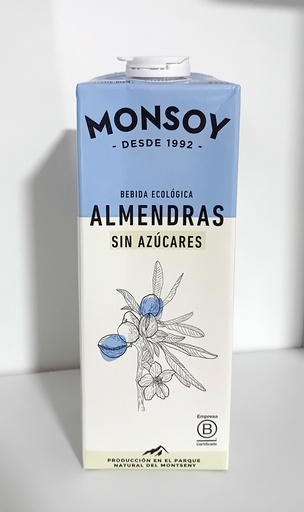 MONSOY
- DESDE 1992 -
BEBIDA ECOLÓGICA
ALMENDRAS
SIN AZÚCARES
Empresa
B
Certificada
PRODUCCIÓN EN EL PARQUE
NATURAL DEL MONTSENY